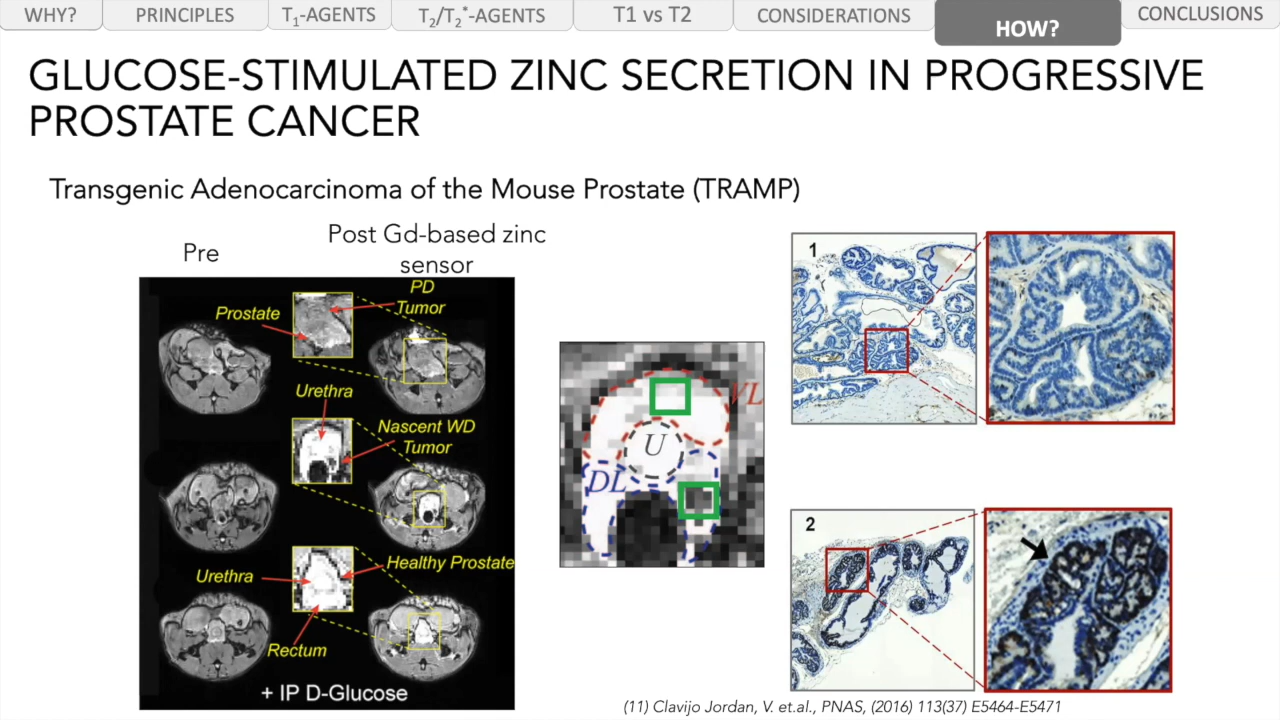 WHY?
PRINCIPLES
T1-AGENTS
T2/T2*-AGENTS
T1 vs T2
CONSIDERATIONS
HOW?
CONCLUSIONS
GLUCOSE-STIMULATED ZINC SECRETION IN PROGRESSIVE
PROSTATE CANCER
Transgenic Adenocarcinoma of the Mouse Prostate (TRAMP)
Pre
Post Gd-based zinc
sensor
PD
Tumor
Prostate
Urethra
Nascent WD
Tumor
Healthy Prostate
Urethra
Rectum
+ IP D-Glucose
VL
U
DL
1
2
(11) Clavijo Jordan, V. et.al., PNAS, (2016) 113(37) E5464-E5471